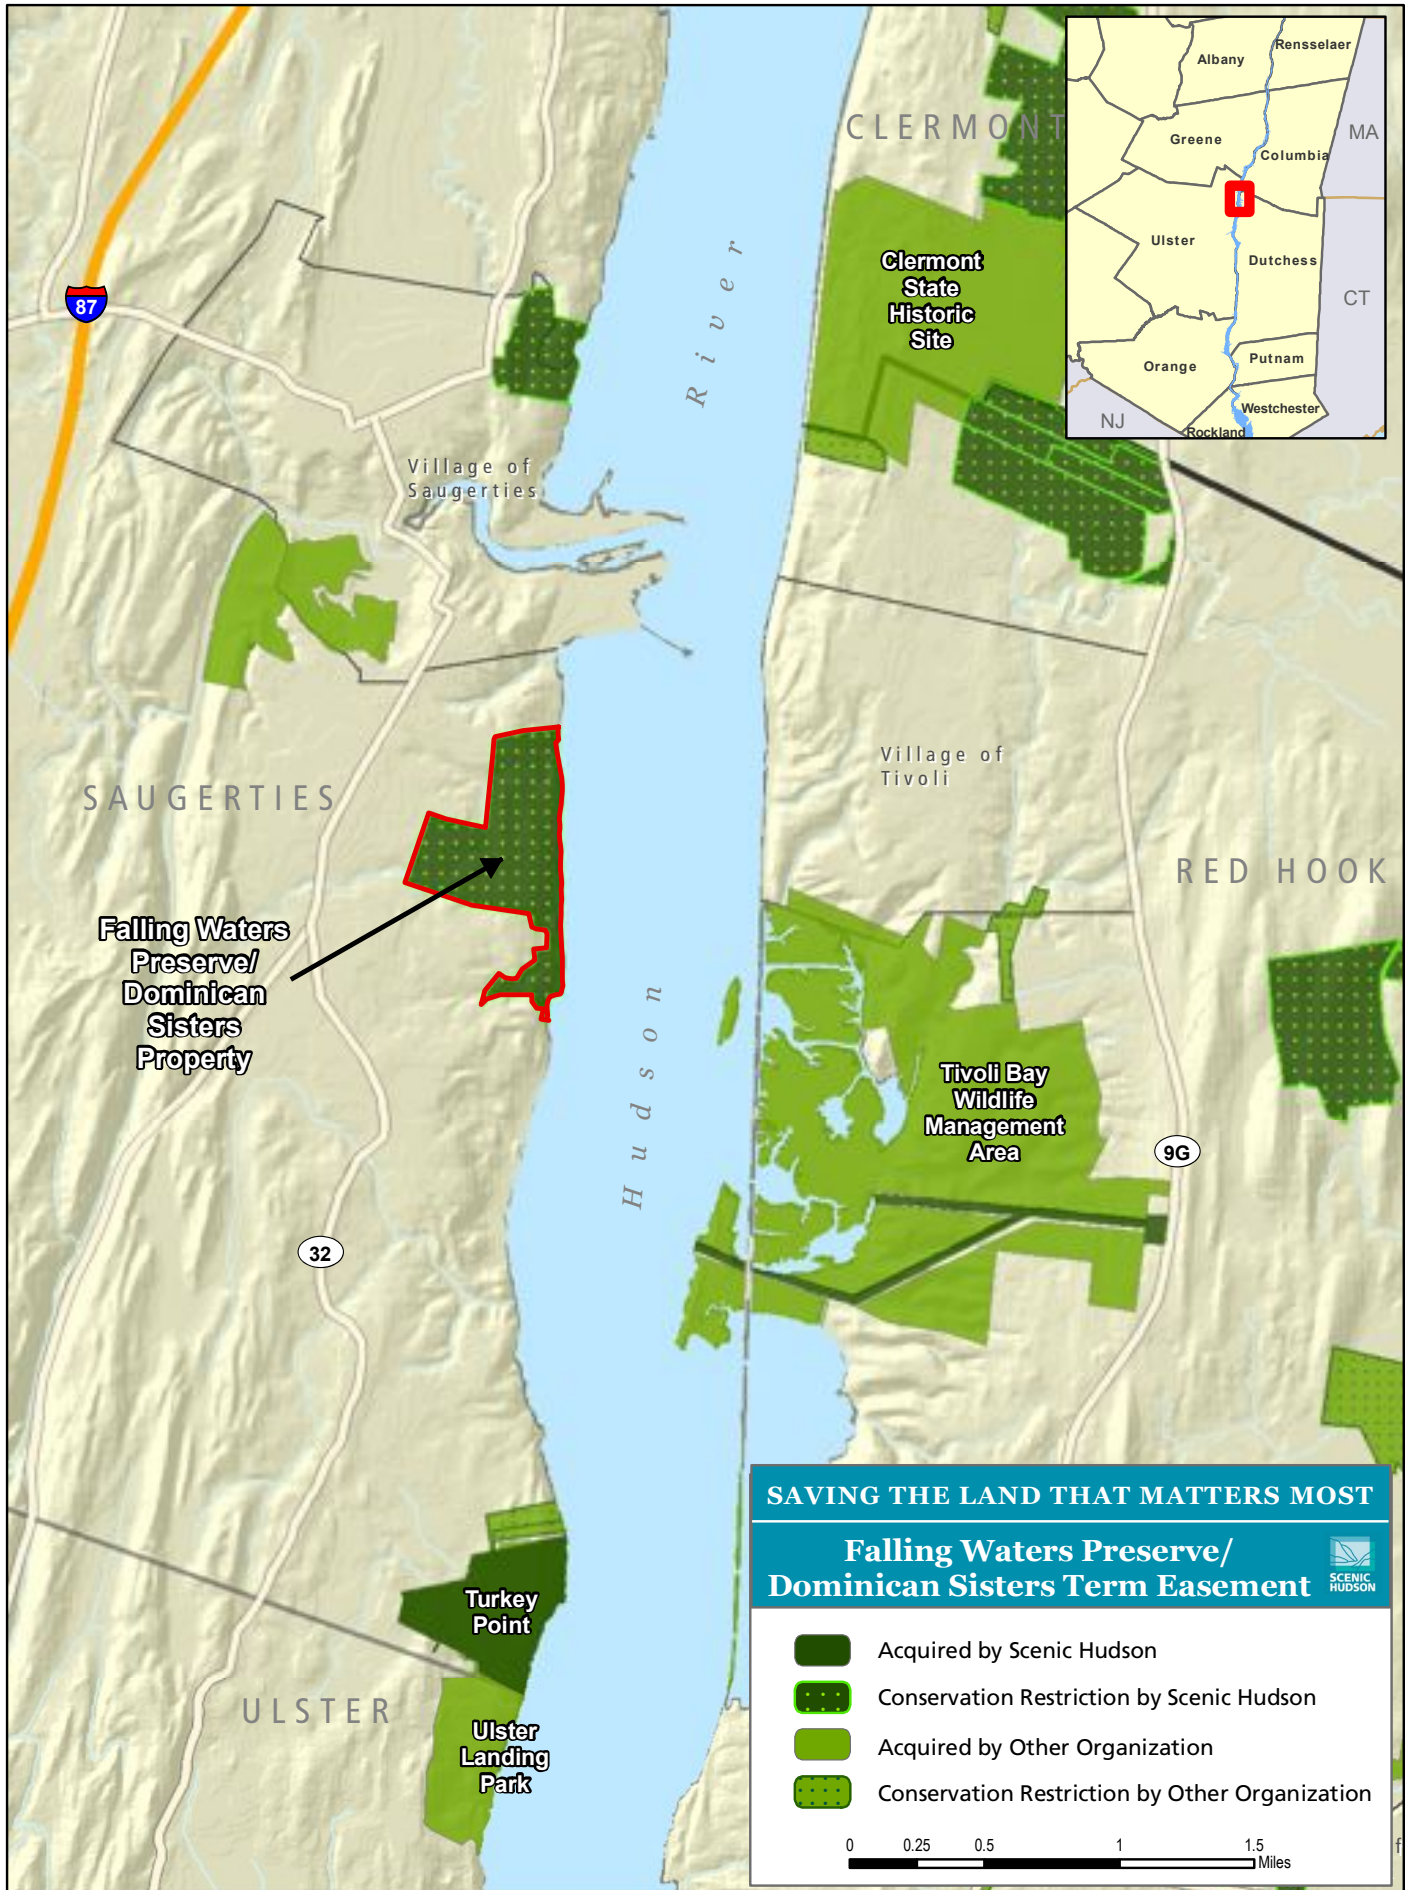 Albany
Rensselaer
Greene
Columbia
MA
Ulster
Dutchess
CT
Orange
Putnam
Westchester
NJ
Rockland
CLERMONT
Clermont
State
Historic
Site
87
River
Village of
Saugerties
SAUGERTIES
Village of
Tivoli
RED HOOK
Falling Waters
Preserve/
Dominican
Sisters
Property
Hudson
Tivoli Bay
Wildlife
Management
Area
9G
32
Turkey
Point
ULSTER
Ulster
Landing
Park
SAVING THE LAND THAT MATTERS MOST
Falling Waters Preserve/
Dominican Sisters Term Easement
SCENIC
HUDSON
Acquired by Scenic Hudson
Conservation Restriction by Scenic Hudson
Acquired by Other Organization
Conservation Restriction by Other Organization
0 0.25 0.5 1 1.5
Miles